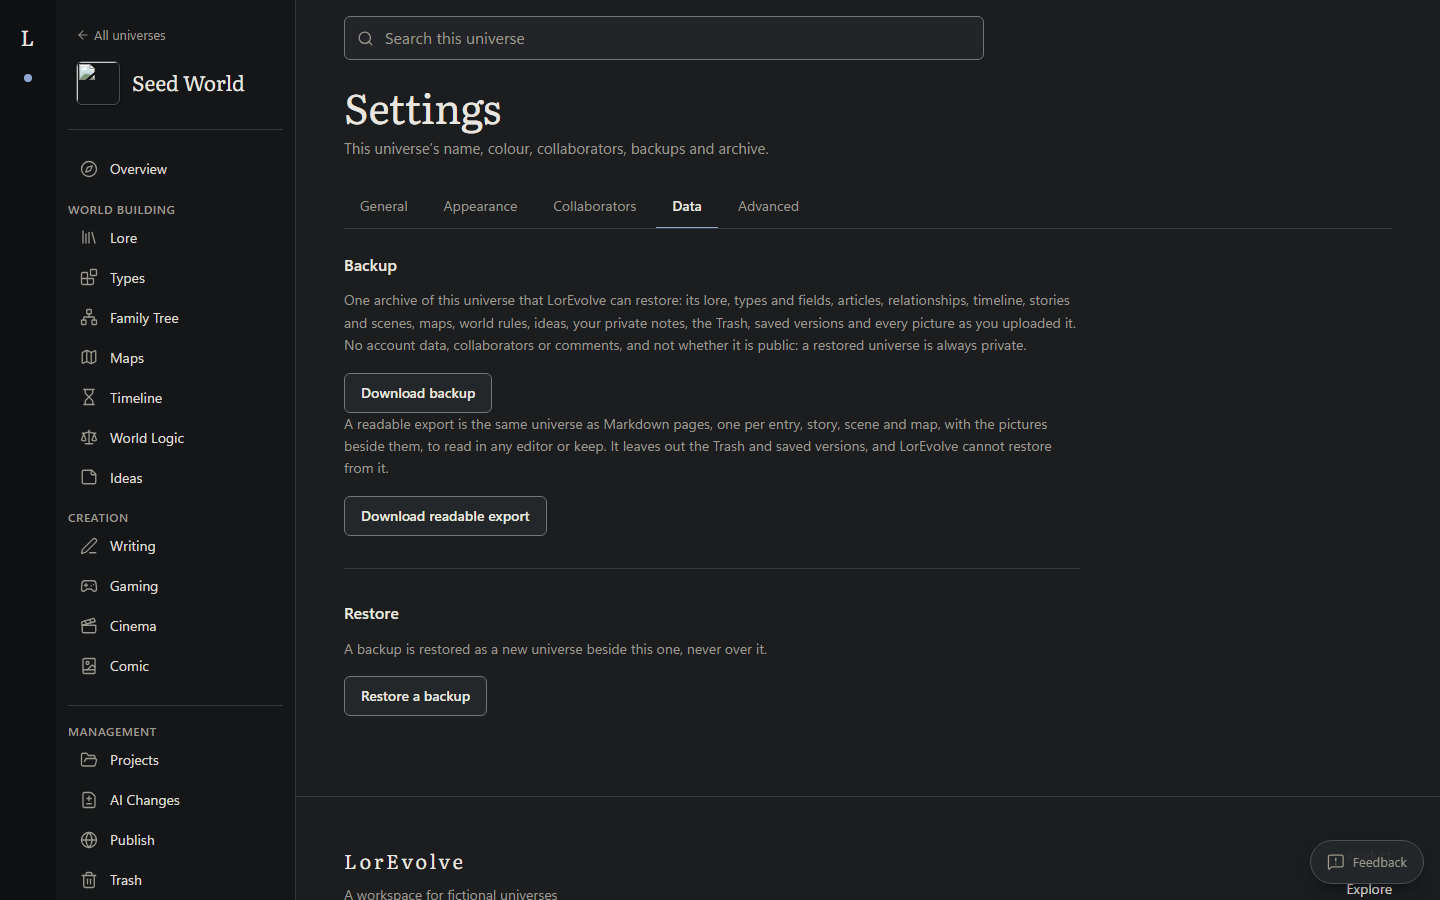 L
All universes
Seed World
Overview
WORLD BUILDING
Lore
Types
Family Tree
Maps
Timeline
World Logic
Ideas
CREATION
Writing
Gaming
Cinema
Comic
MANAGEMENT
Projects
AI Changes
Publish
Trash
Search this universe
Settings
This universe's name, colour, collaborators, backups and archive.
General
Appearance
Collaborators
Data
Advanced
Backup
One archive of this universe that LorEvolve can restore: its lore, types and fields, articles, relationships, timeline, stories
and scenes, maps, world rules, ideas, your private notes, the Trash, saved versions and every picture as you uploaded it.
No account data, collaborators or comments, and not whether it is public: a restored universe is always private.
Download backup
A readable export is the same universe as Markdown pages, one per entry, story, scene and map, with the pictures
beside them, to read in any editor or keep. It leaves out the Trash and saved versions, and LorEvolve cannot restore
from it.
Download readable export
Restore
A backup is restored as a new universe beside this one, never over it.
Restore a backup
LorEvolve
A workspace for fictional universes
Feedback
Explore